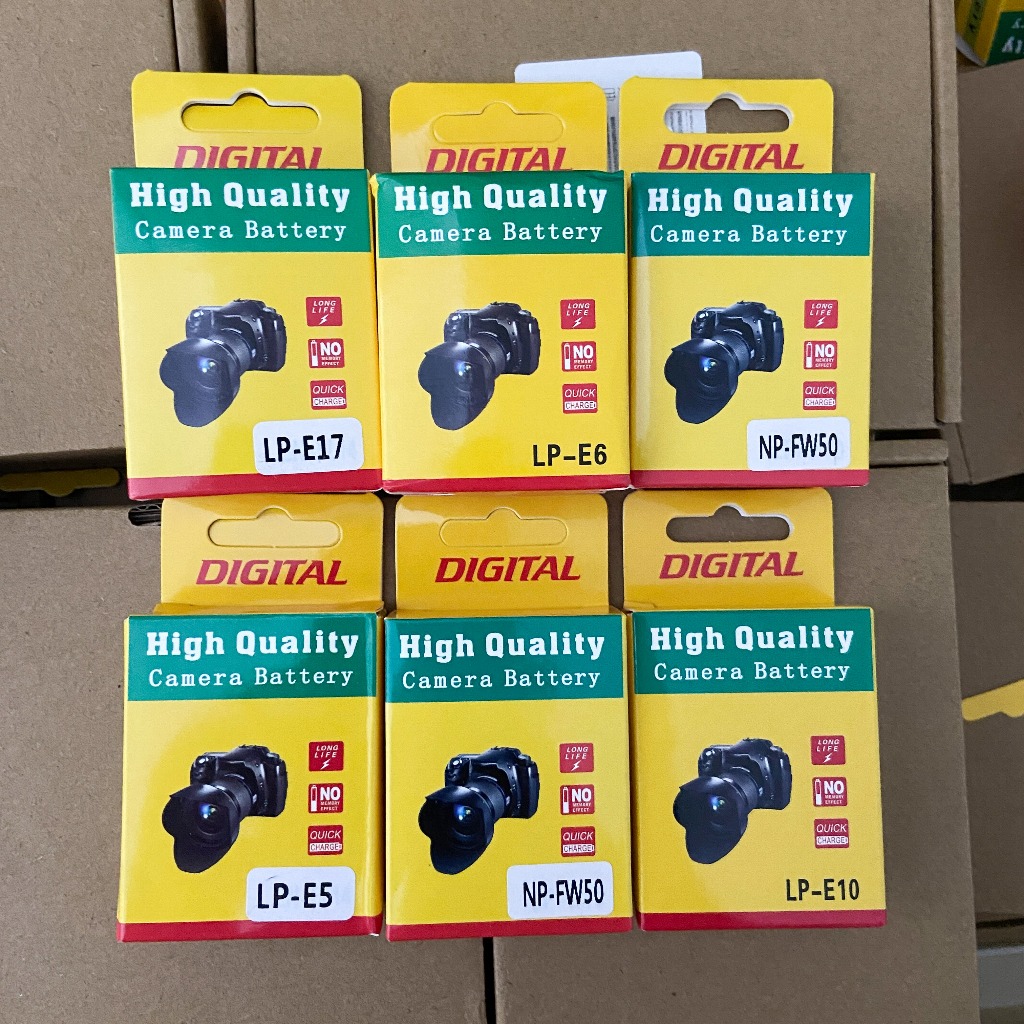 DIGITAL
High Quality
Camera Battery
LONG
LIFE
NO
MEMORY
EFFECT
QUICK
CHARGE
LP-E17
DIGITAL
High Quality
Camera Battery
LONG
LIFE
NO
MEMORY
EFFECT
QUICK
CHARGE
LP-E6
DIGITAL
High Quality
Camera Battery
LONG
LIFE
NO
MEMORY
EFFECT
QUICK
CHARGE
NP-FW50
DIGITAL
High Quality
Camera Battery
LONG
LIFE
NO
MEMORY
EFFECT
QUICK
CHARGE
LP-E5
DIGITAL
High Quality
Camera Battery
LONG
LIFE
NO
MEMORY
EFFECT
QUICK
CHARGE
NP-FW50
DIGITAL
High Quality
Camera Battery
LONG
LIFE
NO
MEMORY
EFFECT
QUICK
CHARGE
LP-E10